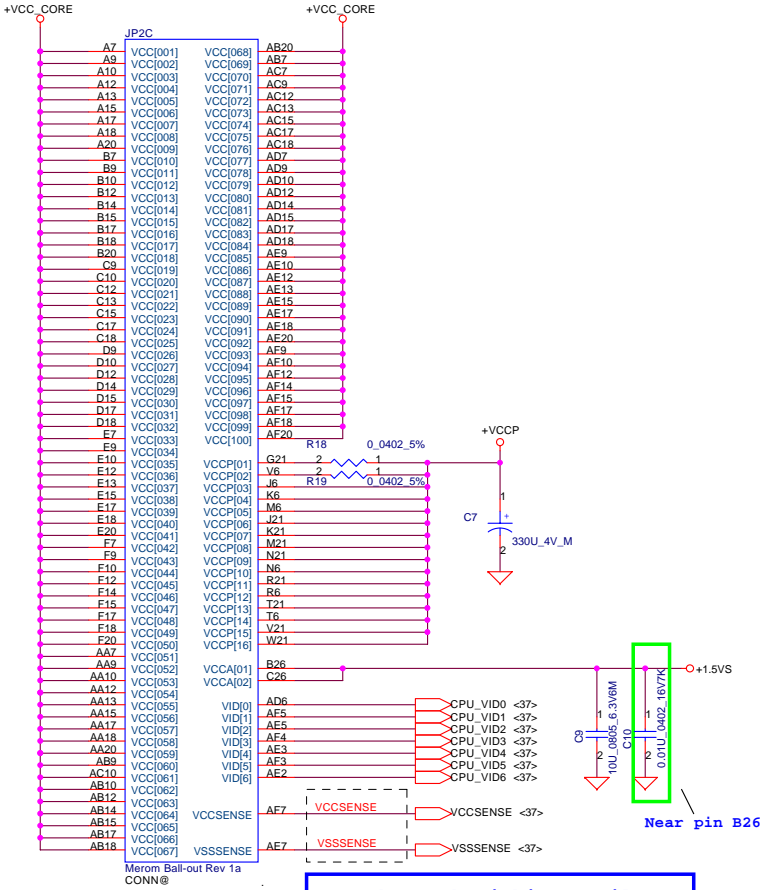 +VCC_CORE +VCC_CORE
JP2C
A7 VCC[001] VCC[068] AB20
A9 VCC[002] VCC[069] AB7
A10 VCC[003] VCC[070] AC7
A12 VCC[004] VCC[071] AC9
A13 VCC[005] VCC[072] AC12
A15 VCC[006] VCC[073] AC13
A17 VCC[007] VCC[074] AC15
A18 VCC[008] VCC[075] AC17
A20 VCC[009] VCC[076] AC18
B7 VCC[010] VCC[077] AD7
B9 VCC[011] VCC[078] AD9
B10 VCC[012] VCC[079] AD10
B12 VCC[013] VCC[080] AD12
B14 VCC[014] VCC[081] AD14
B15 VCC[015] VCC[082] AD15
B17 VCC[016] VCC[083] AD17
B18 VCC[017] VCC[084] AD18
B20 VCC[018] VCC[085] AE9
C9 VCC[019] VCC[086] AE10
C10 VCC[020] VCC[087] AE12
C12 VCC[021] VCC[088] AE13
C13 VCC[022] VCC[089] AE15
C15 VCC[023] VCC[090] AE17
C17 VCC[024] VCC[091] AE18
C18 VCC[025] VCC[092] AE20
D9 VCC[026] VCC[093] AF9
D10 VCC[027] VCC[094] AF10
D12 VCC[028] VCC[095] AF12
D14 VCC[029] VCC[096] AF14
D15 VCC[030] VCC[097] AF15
D17 VCC[031] VCC[098] AF17
D18 VCC[032] VCC[099] AF18
E7 VCC[033] VCC[100] AF20
+VCCP
R18 0_0402_5%
E9 VCC[034]
E10 VCC[035] VCCP[01] G21 2 1
E12 VCC[036] VCCP[02] V6 2 1
R19 0_0402_5%
E13 VCC[037] VCCP[03] J6
E15 VCC[038] VCCP[04] K6
E17 VCC[039] VCCP[05] M6
E18 VCC[040] VCCP[06] J21
E20 VCC[041] VCCP[07] K21
F7 VCC[042] VCCP[08] M21
F9 VCC[043] VCCP[09] N21
F10 VCC[044] VCCP[10] N6
F12 VCC[045] VCCP[11] R21
F14 VCC[046] VCCP[12] R6
F15 VCC[047] VCCP[13] T21
F17 VCC[048] VCCP[14] T6
F18 VCC[049] VCCP[15] V21
F20 VCC[050] VCCP[16] W21
1
C7 +
330U_4V_M
2
AA7 VCC[051]
AA9 VCC[052] VCCA[01] B26
AA10 VCC[053] VCCA[02] C26
+1.5VS
AA12 VCC[054]
AA13 VCC[055] VID[0] AD6 CPU_VID0 <37>
AA15 VCC[056] VID[1] AF5 CPU_VID1 <37>
AA17 VCC[057] VID[2] AE5 CPU_VID2 <37>
AA18 VCC[058] VID[3] AF4 CPU_VID3 <37>
AA20 VCC[059] VID[4] AE3 CPU_VID4 <37>
AB9 VCC[060] VID[5] AF3 CPU_VID5 <37>
AC10 VCC[061] VID[6] AE2 CPU_VID6 <37>
1 1
C9 10U_0805_6.3V6M
C10 0.01U_0402_16V7K
2 2
AB10 VCC[062]
AB12 VCC[063]
AB14 VCC[064] VCCSENSE AF7 VCCSENSE VCCSENSE <37>
AB15 VCC[065]
Near pin B26
AB17 VCC[066]
AB18 VCC[067] VSSSENSE AE7 VSSSENSE VSSSENSE <37>
Merom Ball-out Rev 1a
CONN@
.